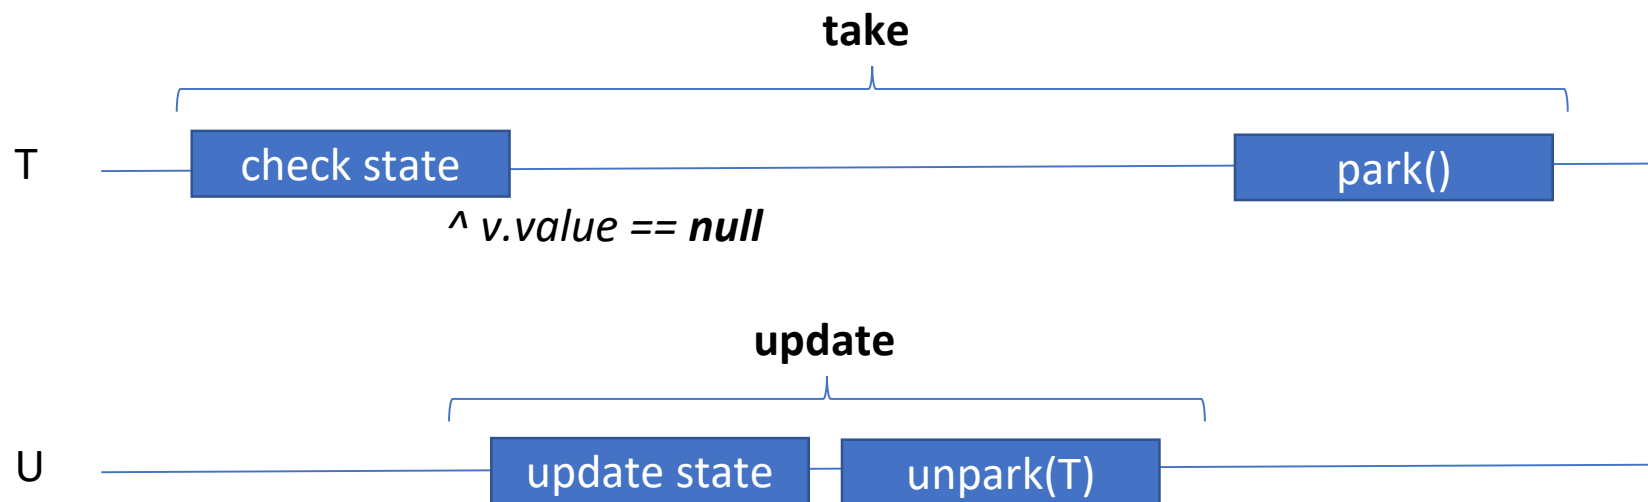 take
T
check state
park()
^ v.value == null
update
U
update state
unpark(T)